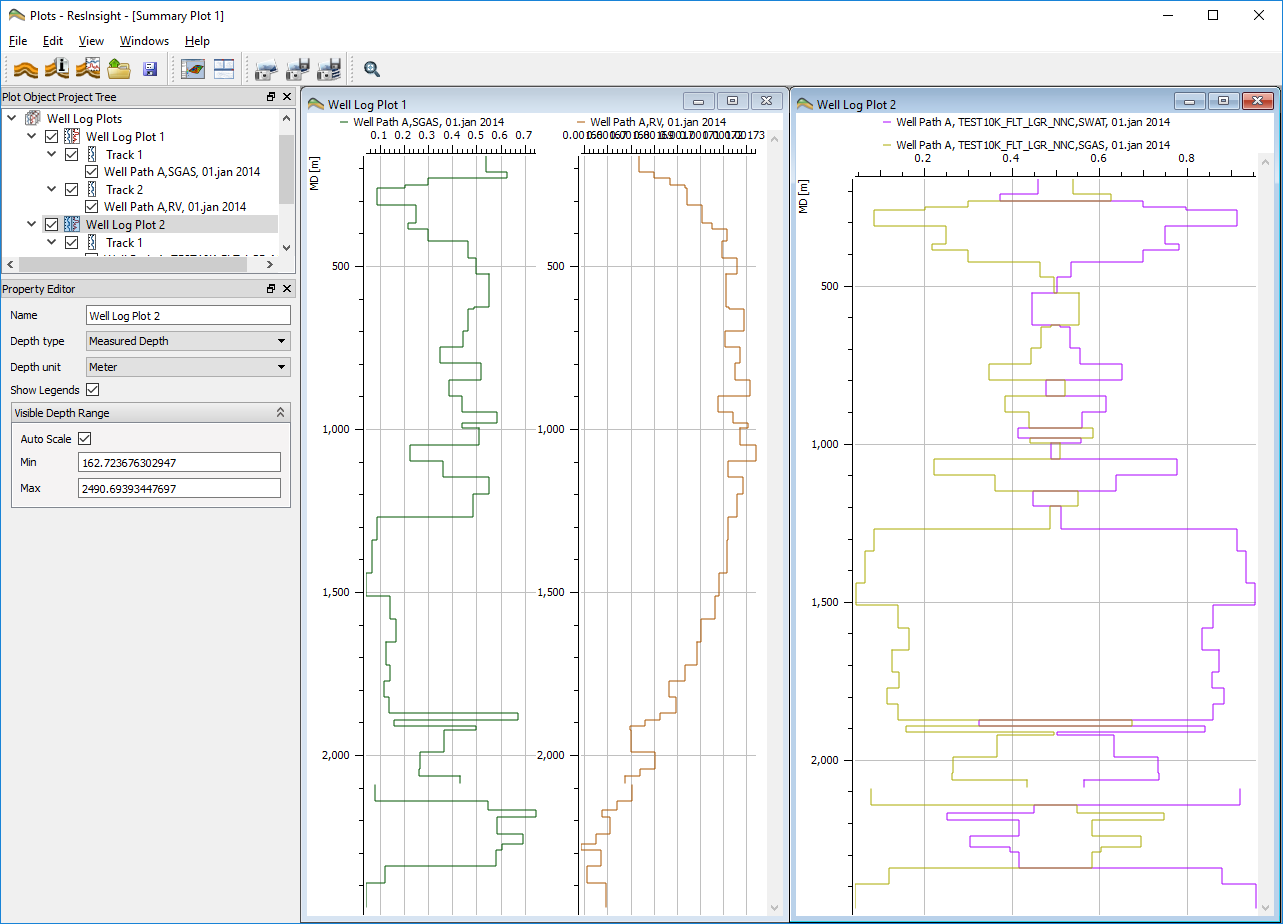 Plots - ResInsight - [Summary Plot 1]
File Edit View Windows Help
Plot Object Project Tree
Well Log Plots
Well Log Plot 1
Track 1
Well Path A,SGAS, 01.jan 2014
Track 2
Well Path A,RV, 01.jan 2014
Well Log Plot 2
Track 1
Property Editor
Name Well Log Plot 2
Depth type Measured Depth
Depth unit Meter
Show Legends
Visible Depth Range
Auto Scale
Min 162.723676302947
Max 2490.69393447697
Well Log Plot 1
Well Path A,SGAS, 01.jan 2014
0.1 0.2 0.3 0.4 0.5 0.6 0.7
MD [m]
500
1,000
1,500
2,000
Well Path A,RV, 01.jan 2014
500
1,000
1,500
2,000
Well Log Plot 2
Well Path A, TEST10K_FLT_LGR_NNC,SWAT, 01.jan 2014
Well Path A, TEST10K_FLT_LGR_NNC,SGAS, 01.jan 2014
0.2 0.4 0.6 0.8
MD [m]
500
1,000
1,500
2,000